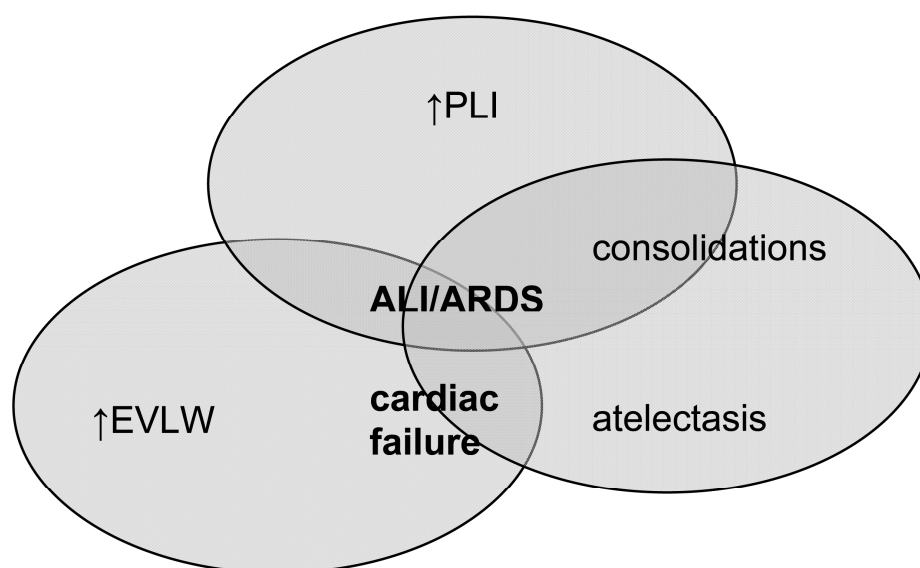 ↑PLI
consolidations
ALI/ARDS
cardiac
failure
↑EVLW
atelectasis